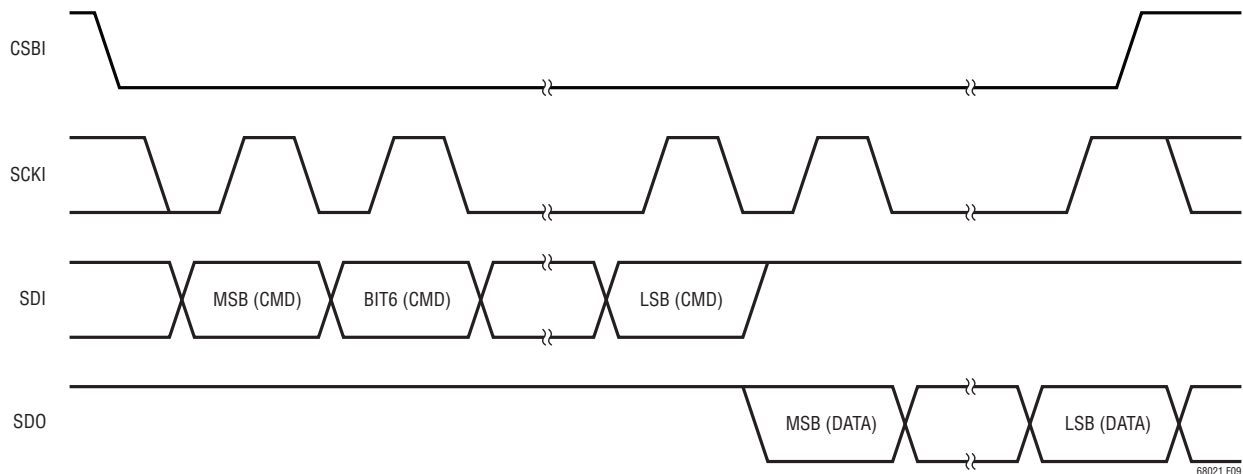 CSBI
SCKI
SDI
MSB (CMD)
BIT6 (CMD)
LSB (CMD)
SDO
MSB (DATA)
LSB (DATA)
68021 F09